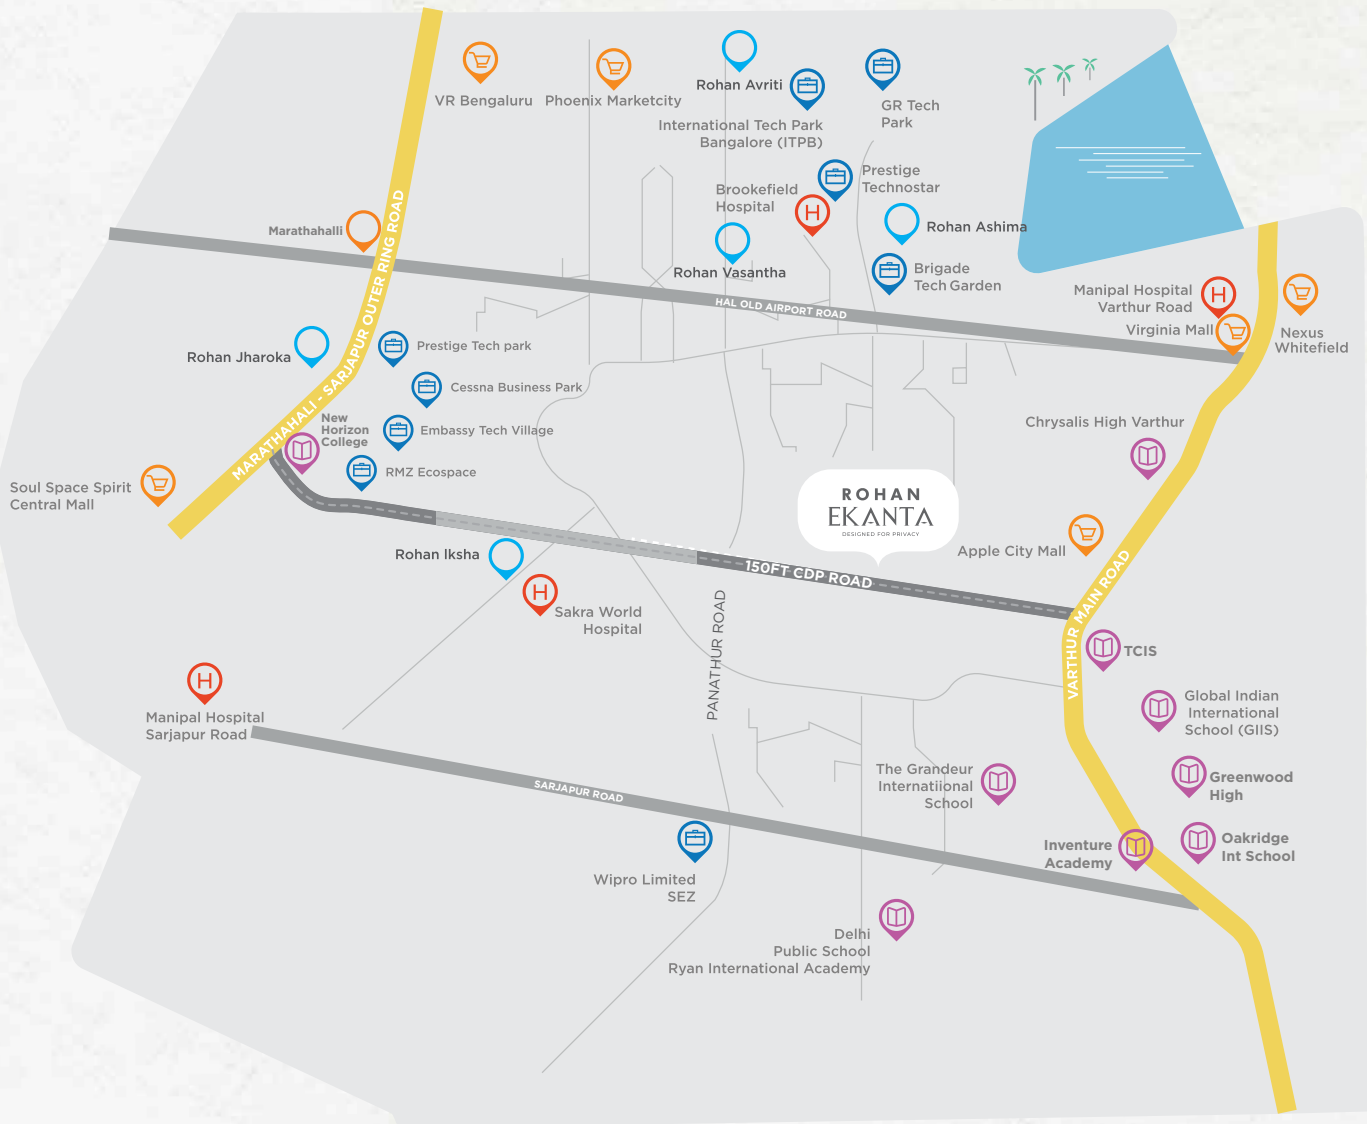 VR Bengaluru
Phoenix Marketcity
Rohan Avriti
International Tech Park
Bangalore (ITPB)
GR Tech
Park
Brookefield
Hospital
Prestige
Technostar
Marathahalli
Rohan Ashima
Rohan Vasantha
Brigade
Tech Garden
Manipal Hospital
Varthur Road
HAL OLD AIRPORT ROAD
Virginia Mall
Nexus
Whitefield
MARATHAHALI - SARJAPUR OUTER RING ROAD
Rohan Jharoka
Prestige Tech park
Cessna Business Park
New
Horizon
College
Embassy Tech Village
RMZ Ecospace
Chrysalis High Varthur
Soul Space Spirit
Central Mall
ROHAN
EKANTA
DESIGNED FOR PRIVACY
Rohan Iksha
Apple City Mall
150FT CDP ROAD
Sakra World
Hospital
PANATHUR ROAD
VARTHUR MAIN ROAD
TCIS
Manipal Hospital
Sarjapur Road
Global Indian
International
School (GIIS)
SARJAPUR ROAD
The Grandeur
Internatiional
School
Greenwood
High
Inventure
Academy
Oakridge
Int School
Wipro Limited
SEZ
Delhi
Public School
Ryan International Academy
H
H
H
H